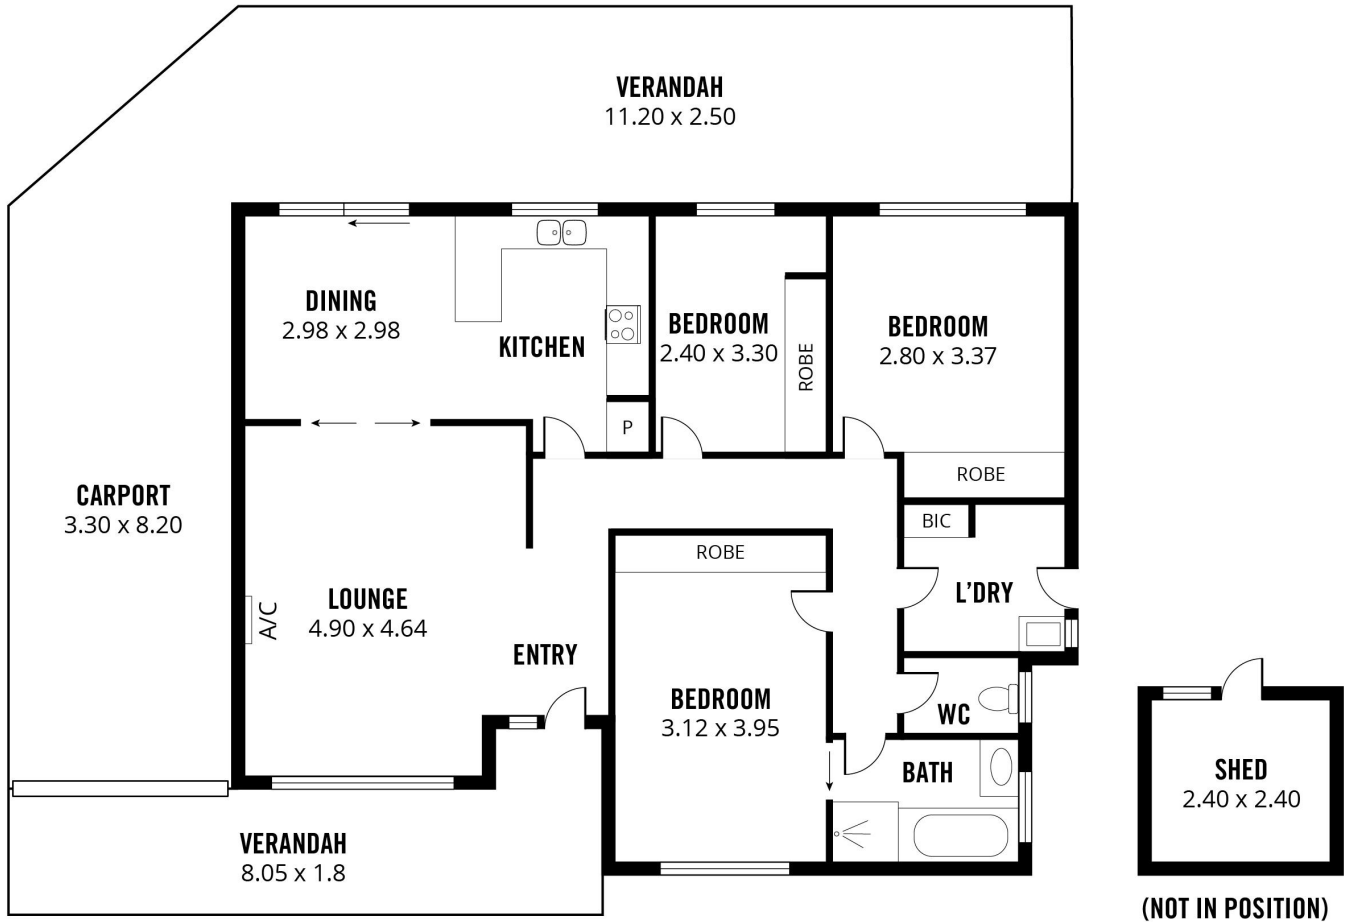 VERANDAH
11.20 x 2.50
DINING
2.98 x 2.98
KITCHEN
P
BEDROOM
2.40 x 3.30
ROBE
BEDROOM
2.80 x 3.37
ROBE
CARPORT
3.30 x 8.20
A/C
LOUNGE
4.90 x 4.64
ENTRY
ROBE
BEDROOM
3.12 x 3.95
BIC
L'DRY
WC
BATH
VERANDAH
8.05 x 1.8
SHED
2.40 x 2.40
(NOT IN POSITION)